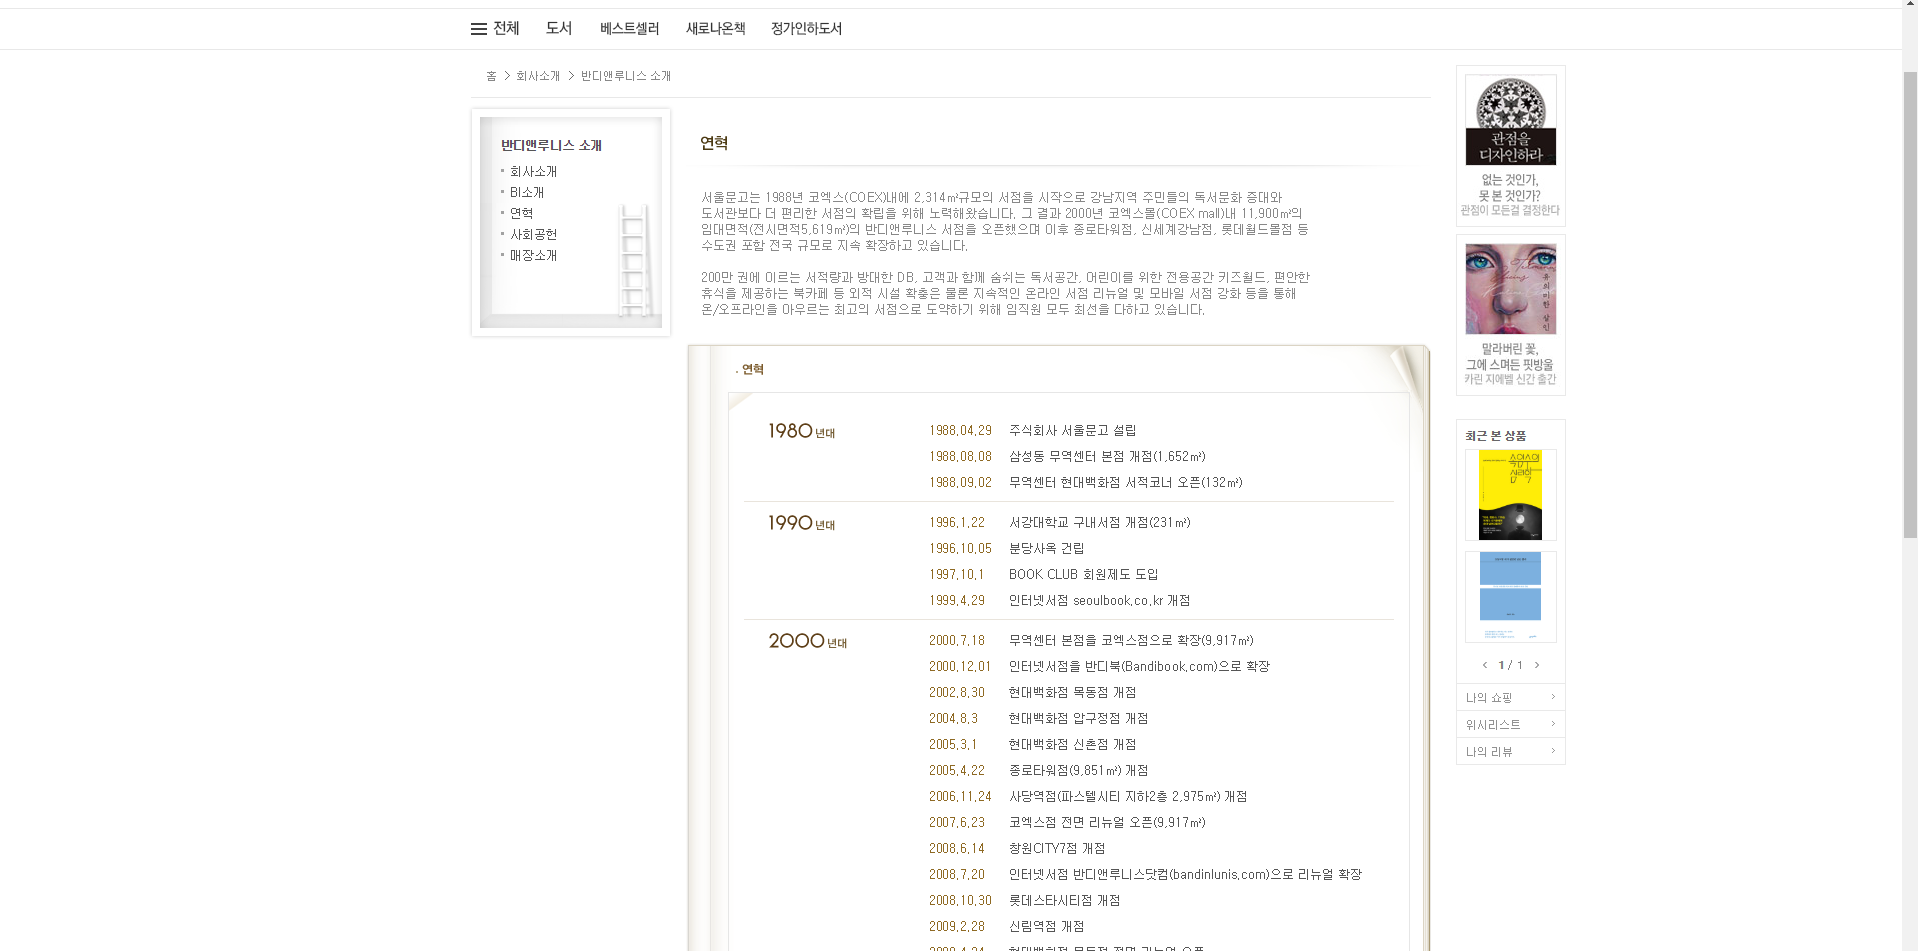 전체 도서 베스트셀러 새로나온책 정가인하도서
홈 > 회사소개 > 반디앤루니스 소개
반디앤루니스 소개
회사소개
BI소개
연혁
사회공헌
매장소개
연혁
서울문고는 1988년 코엑스(COEX)내에 2,314㎡규모의 서점을 시작으로 강남지역 주민들의 독서문화 증대와
도서관보다 더 편리한 서점의 확립을 위해 노력해왔습니다. 그 결과 2000년 코엑스몰(COEX mall)내 11,900㎡의
임대면적(전시면적5,619㎡)의 반디앤루니스 서점을 오픈했으며 이후 종로타워점, 신세계강남점, 롯데월드몰점 등
수도권 포함 전국 규모로 지속 확장하고 있습니다.
200만 권에 이르는 서적량과 방대한 DB, 고객과 함께 숨쉬는 독서공간, 어린이를 위한 전용공간 키즈월드, 편안한
휴식을 제공하는 북카페 등 외적 시설 확충은 물론 지속적인 온라인 서점 리뉴얼 및 모바일 서점 강화 등을 통해
온/오프라인을 아우르는 최고의 서점으로 도약하기 위해 임직원 모두 최선을 다하고 있습니다.
. 연혁
1980 년대
1988.04.29 주식회사 서울문고 설립
1988.08.08 삼성동 무역센터 본점 개점(1,652㎡)
1988.09.02 무역센터 현대백화점 서적코너 오픈(132㎡)
1990 년대
1996.1.22 서강대학교 구내서점 개점(231㎡)
1996.10.05 분당사옥 건립
1997.10.1 BOOK CLUB 회원제도 도입
1999.4.29 인터넷서점 seoulbook.co.kr 개점
2000 년대
2000.7.18 무역센터 본점을 코엑스점으로 확장(9,917㎡)
2000.12.01 인터넷서점을 반디북(Bandibook.com)으로 확장
2002.8.30 현대백화점 목동점 개점
2004.8.3 현대백화점 압구정점 개점
2005.3.1 현대백화점 신촌점 개점
2005.4.22 종로타워점(9,851㎡) 개점
2006.11.24 사당역점(파스텔시티 지하2층 2,975㎡) 개점
2007.6.23 코엑스점 전면 리뉴얼 오픈(9,917㎡)
2008.6.14 창원CITY7점 개점
2008.7.20 인터넷서점 반디앤루니스닷컴(bandinlunis.com)으로 리뉴얼 확장
2008.10.30 롯데스타시티점 개점
2009.2.28 신림역점 개점
관점을
디자인하라
없는 것인가,
못 본 것인가?
관점이 모든걸 결정한다
무의미한 살인
말라버린 꽃,
그에 스며든 핏방울
카린 지에벨 신간 출간
최근 본 상품
< 1 / 1 >
나의 쇼핑 >
위시리스트 >
나의 리뷰 >